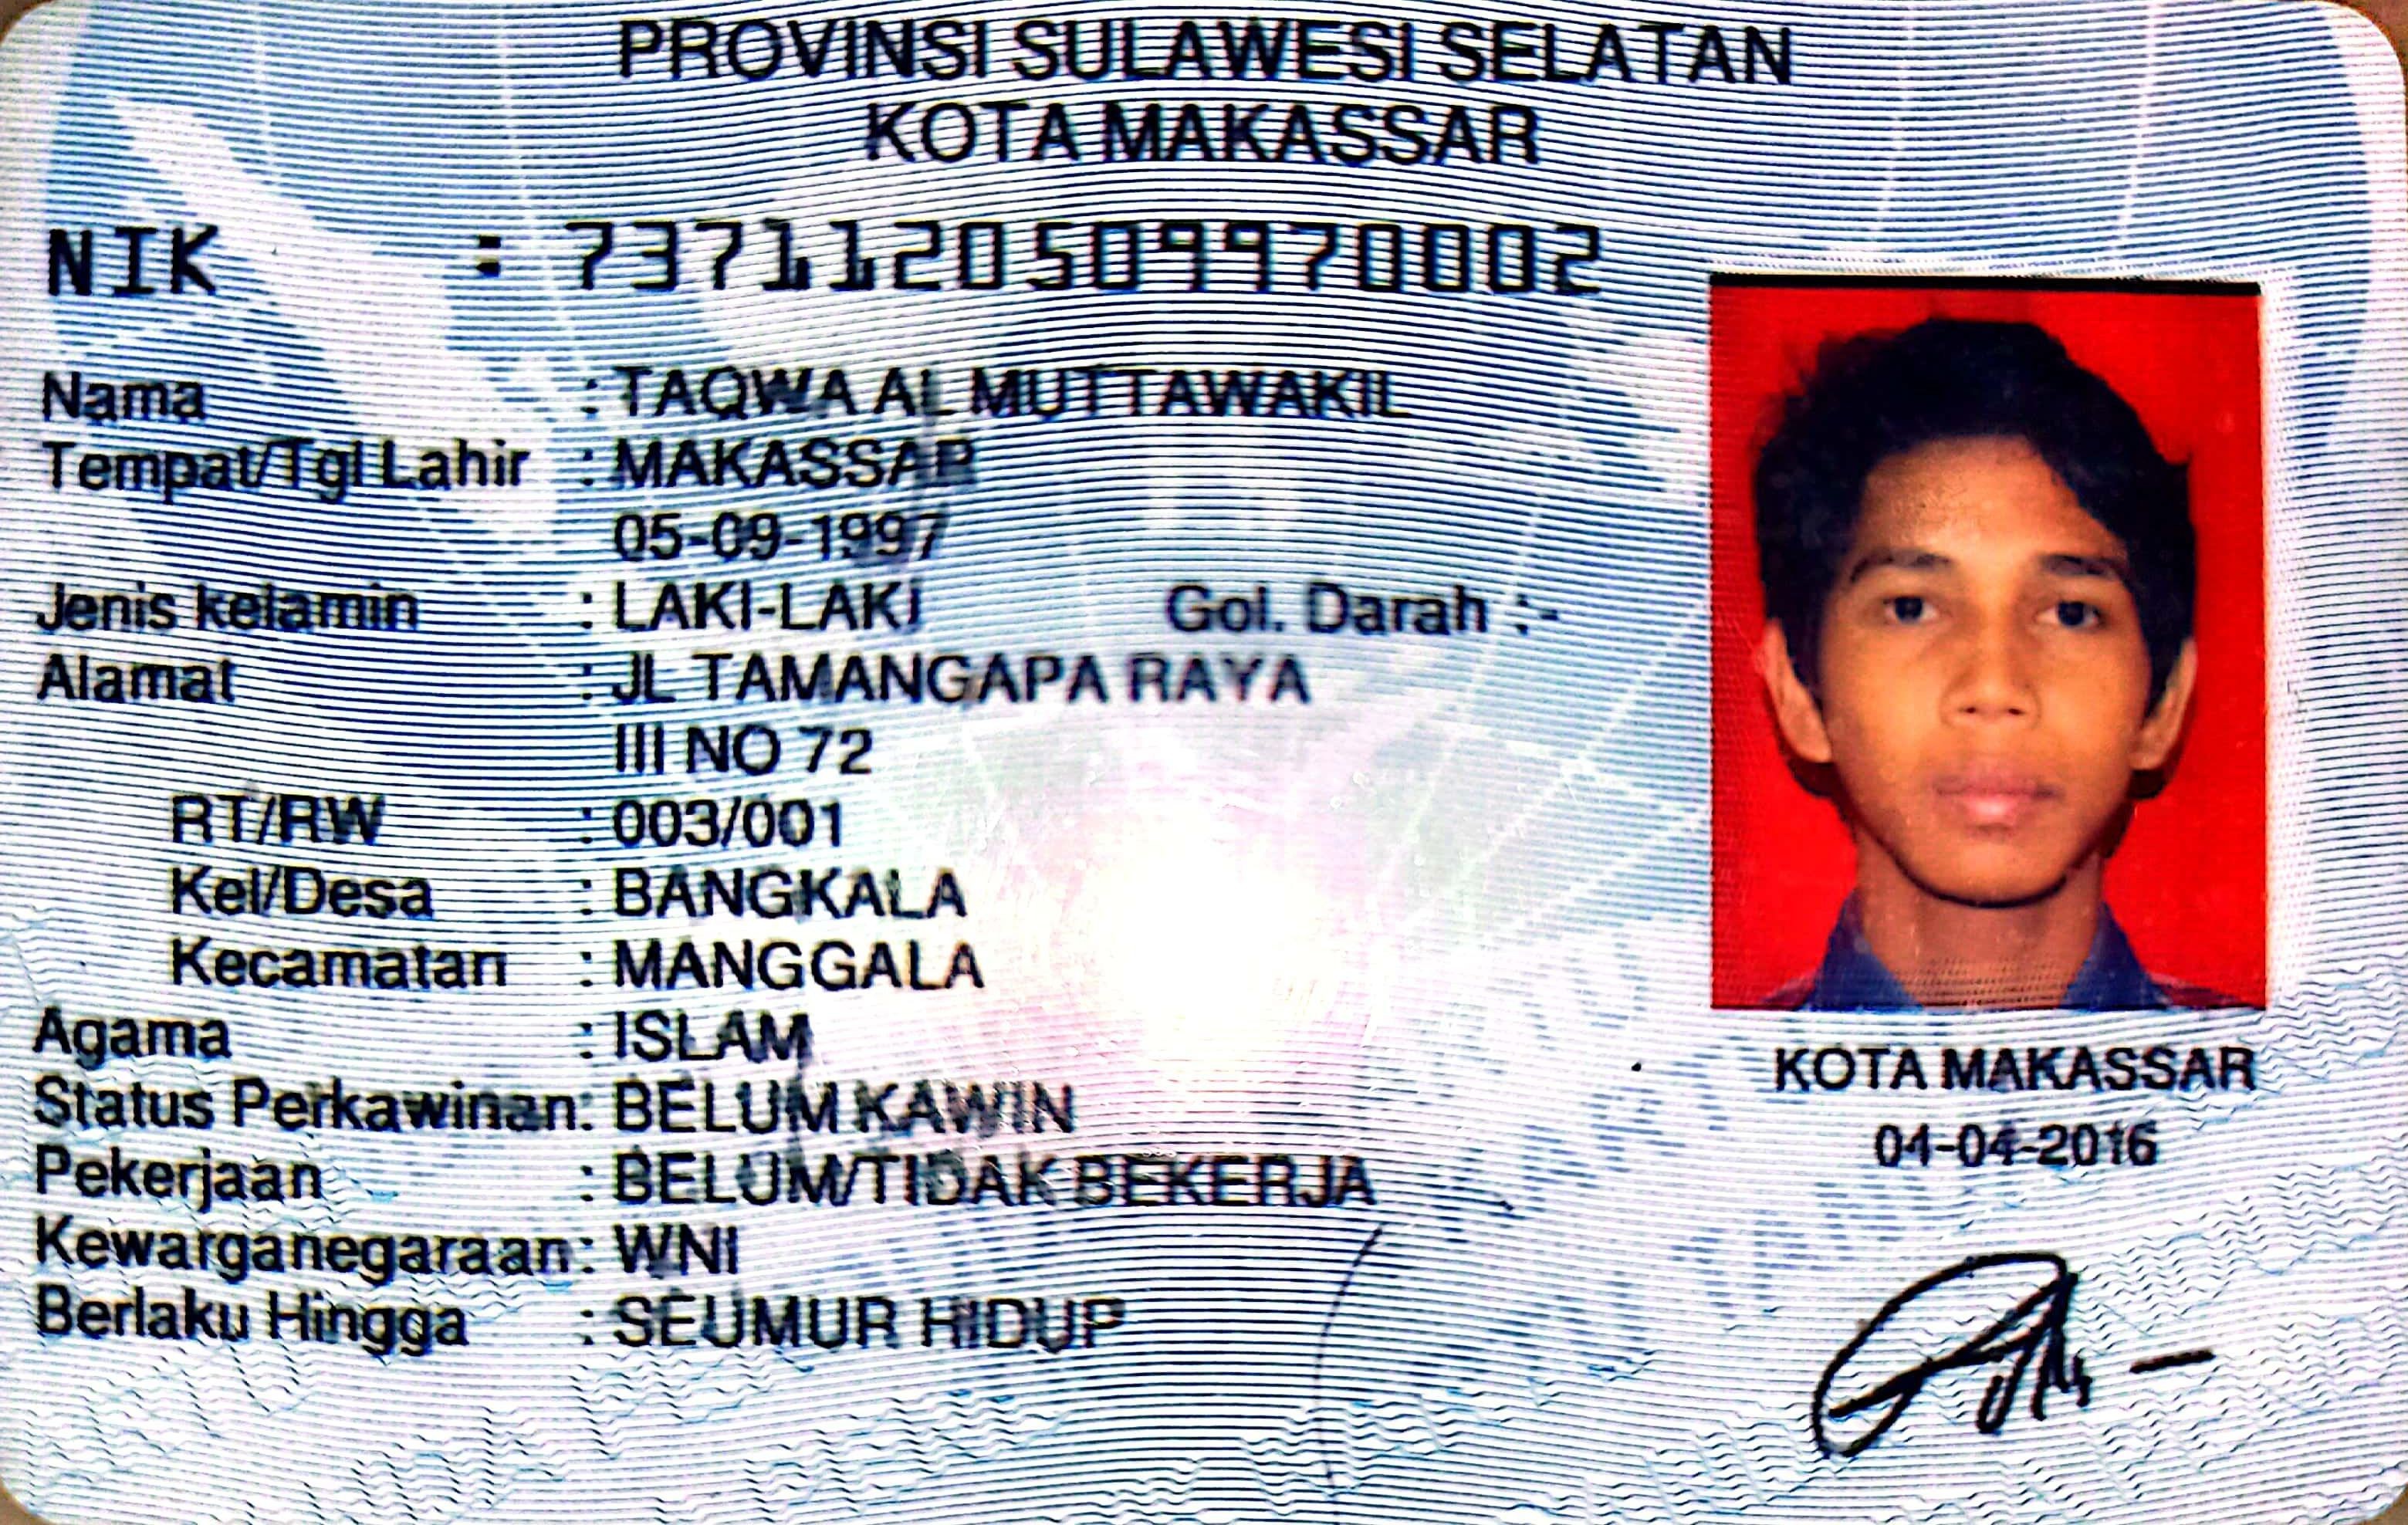 PROVINSI SULAWESI SELATAN
KOTA MAKASSAR
NIK : 7371120509970002
Nama : TAQWA AL MUTTAWAKIL
Tempat/Tgl Lahir : MAKASSAR
05-09-1997
Jenis kelamin : LAKI-LAKI Gol. Darah :-
Alamat : JL TAMANGAPA RAYA
III NO 72
RT/RW : 003/001
Kel/Desa : BANGKALA
Kecamatan : MANGGALA
Agama : ISLAM
Status Perkawinan: BELUM KAWIN
Pekerjaan : BELUM/TIDAK BEKERJA
Kewarganegaraan: WNI
Berlaku Hingga : SEUMUR HIDUP
KOTA MAKASSAR
04-04-2016